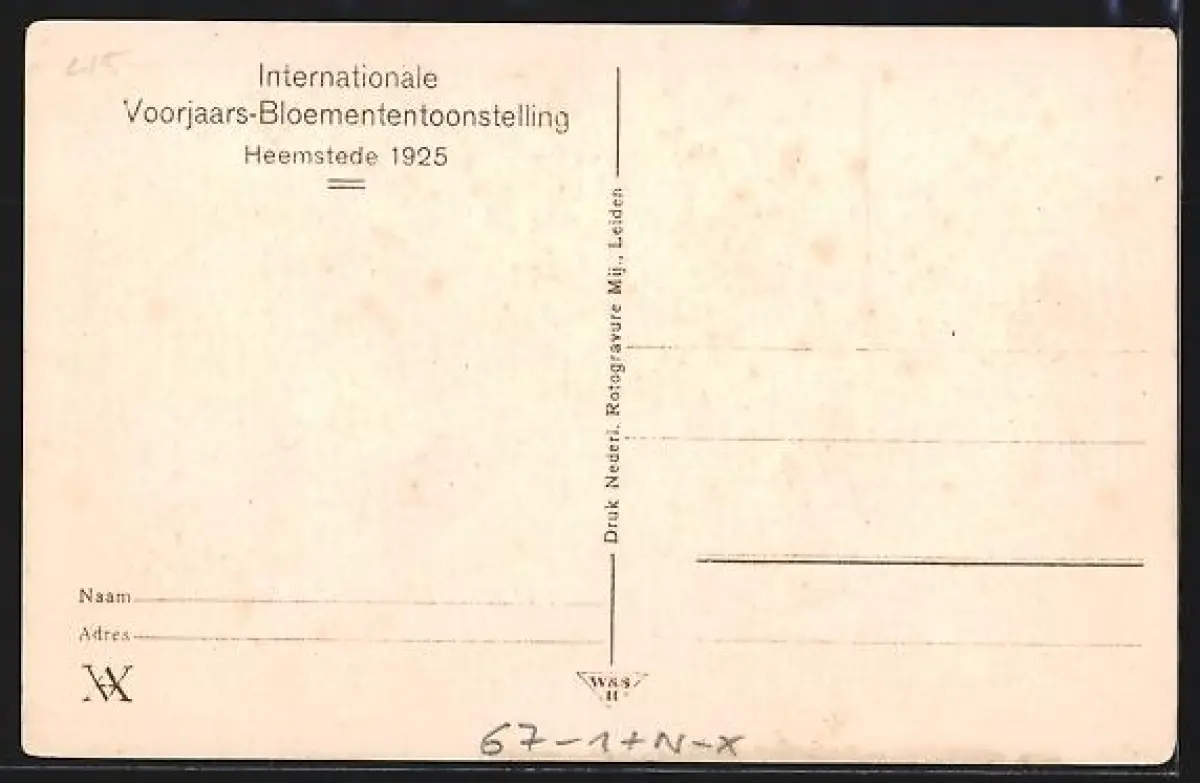 Internationale
Voorjaars-Bloemententoonstelling
Heemstede 1925
Druk Nederl. Rotogravure Mij., Leiden
Naam
Adres
W&S
H
67-1+N-X